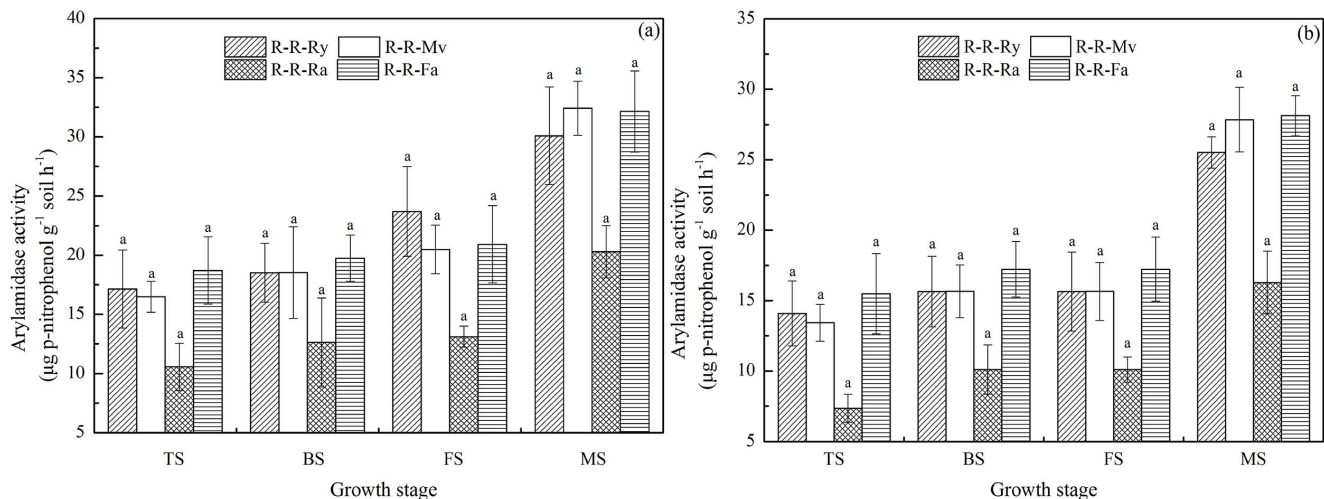 (a)
R-R-Ry
R-R-Mv
R-R-Ra
R-R-Fa
40
35
30
25
20
15
10
5
Arylamidase activity
(µg p-nitrophenol g⁻¹ soil h⁻¹)
a a a a
a a a a
a a a a
a a a a
TS BS FS MS
Growth stage
(b)
R-R-Ry
R-R-Mv
R-R-Ra
R-R-Fa
35
30
25
20
15
10
5
Arylamidase activity
(µg p-nitrophenol g⁻¹ soil h⁻¹)
a a a a
a a a a
a a a a
a a a a
TS BS FS MS
Growth stage